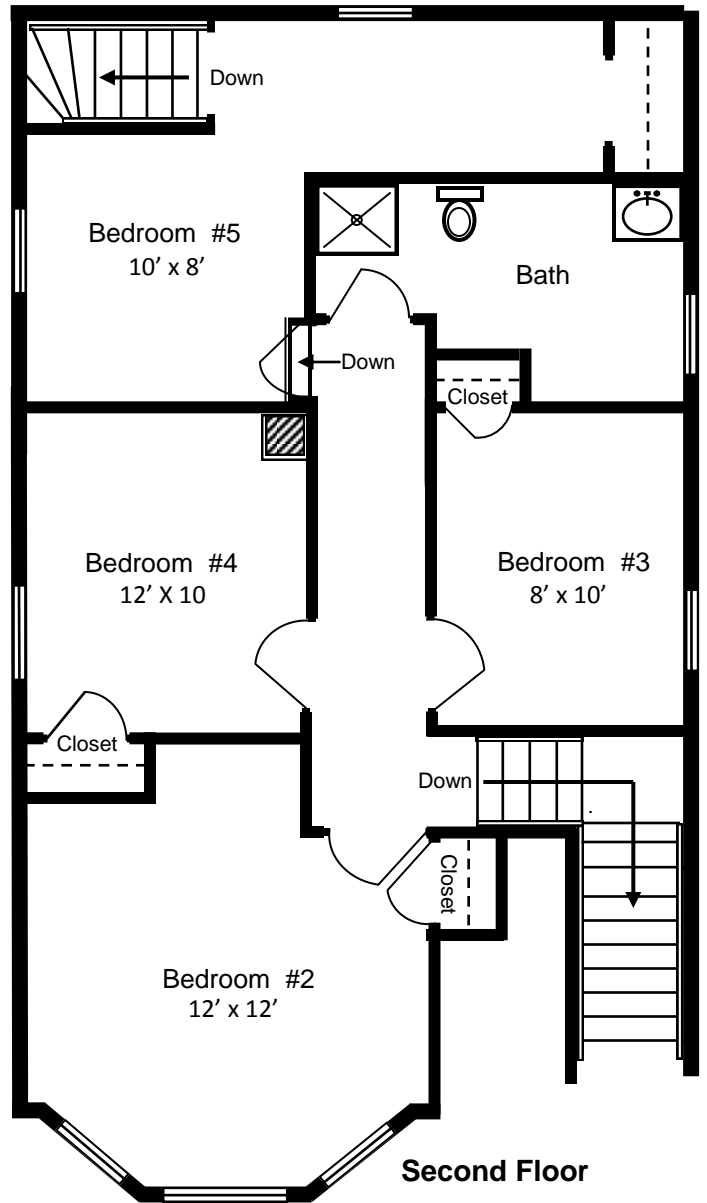 Down
Bedroom #5
10’ x 8’
Bath
Down
Closet
Bedroom #4
12’ X 10
Bedroom #3
8’ x 10’
Closet
Down
Closet
Bedroom #2
12’ x 12’
Second Floor